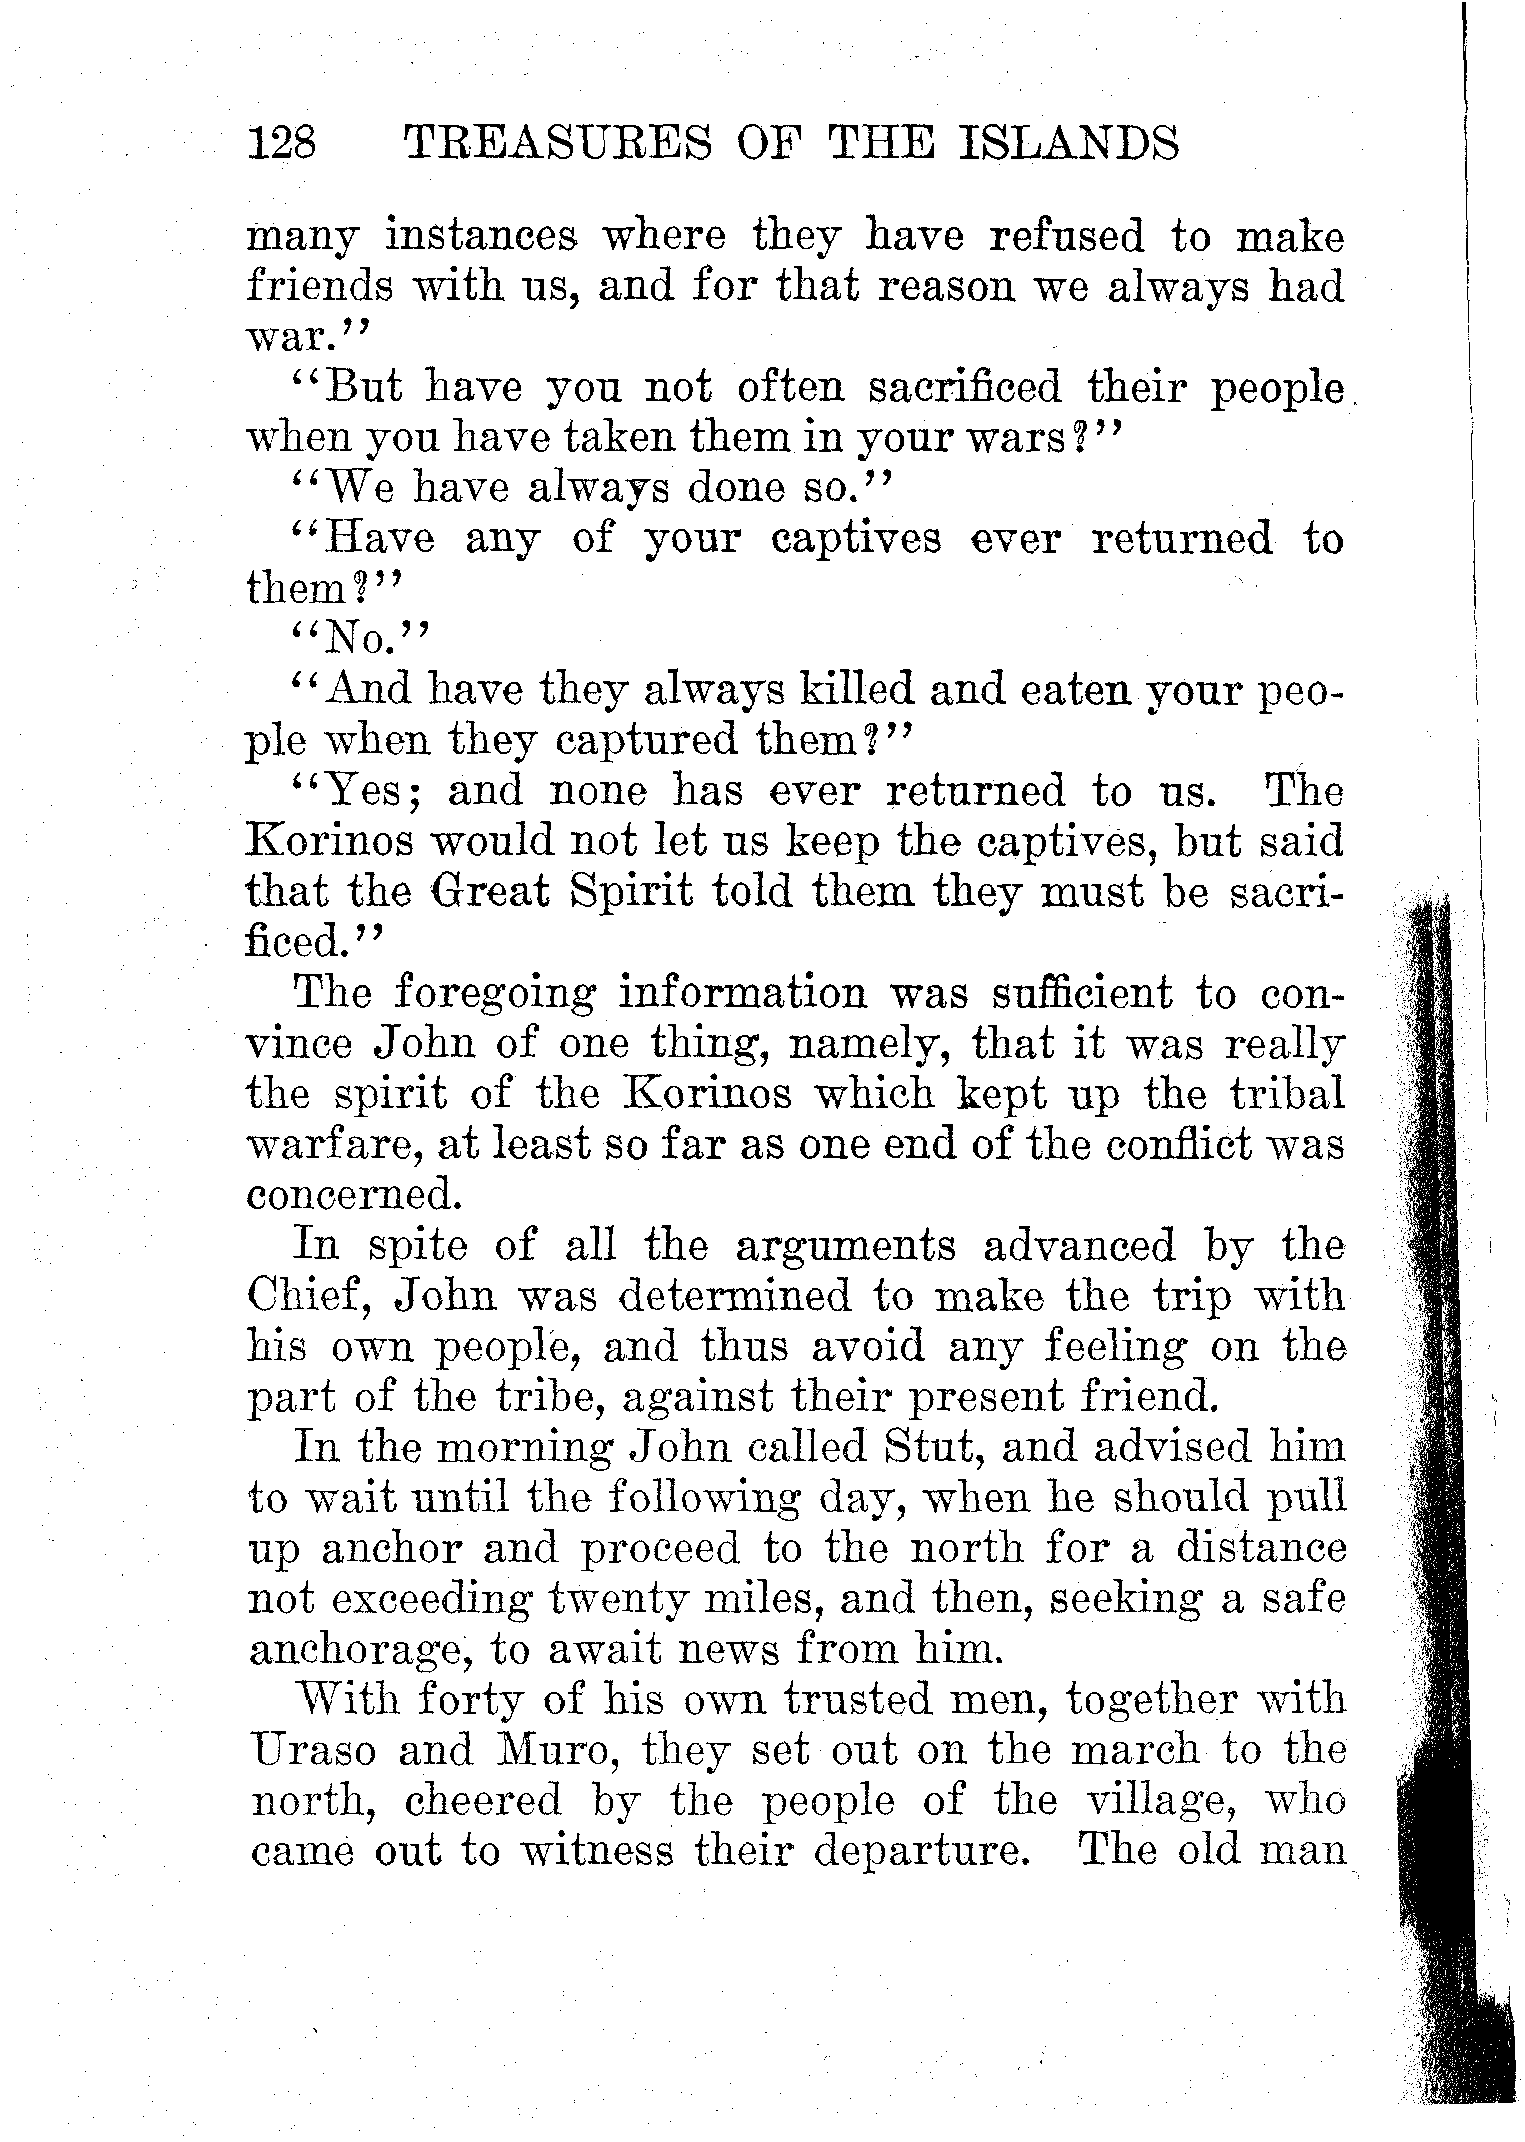 128 TREASURES OF THE ISLANDS
many instances where they have refused to make
friends with us, and for that reason we always had
war."
"But have you not often sacrificed their people
when you have taken them in your wars?"
"We have always done so."
"Have any of your captives ever returned to
them?"
"No."
"And have they always killed and eaten your peo-
ple when they captured them?"
"Yes; and none has ever returned to us. The
Korinos would not let us keep the captives, but said
that the Great Spirit told them they must be sacri-
ficed."
The foregoing information was sufficient to con-
vince John of one thing, namely, that it was really
the spirit of the Korinos which kept up the tribal
warfare, at least so far as one end of the conflict was
concerned.
In spite of all the arguments advanced by the
Chief, John was determined to make the trip with
his own people, and thus avoid any feeling on the
part of the tribe, against their present friend.
In the morning John called Stut, and advised him
to wait until the following day, when he should pull
up anchor and proceed to the north for a distance
not exceeding twenty miles, and then, seeking a safe
anchorage, to await news from him.
With forty of his own trusted men, together with
Uraso and Muro, they set out on the march to the
north, cheered by the people of the village, who
came out to witness their departure. The old man